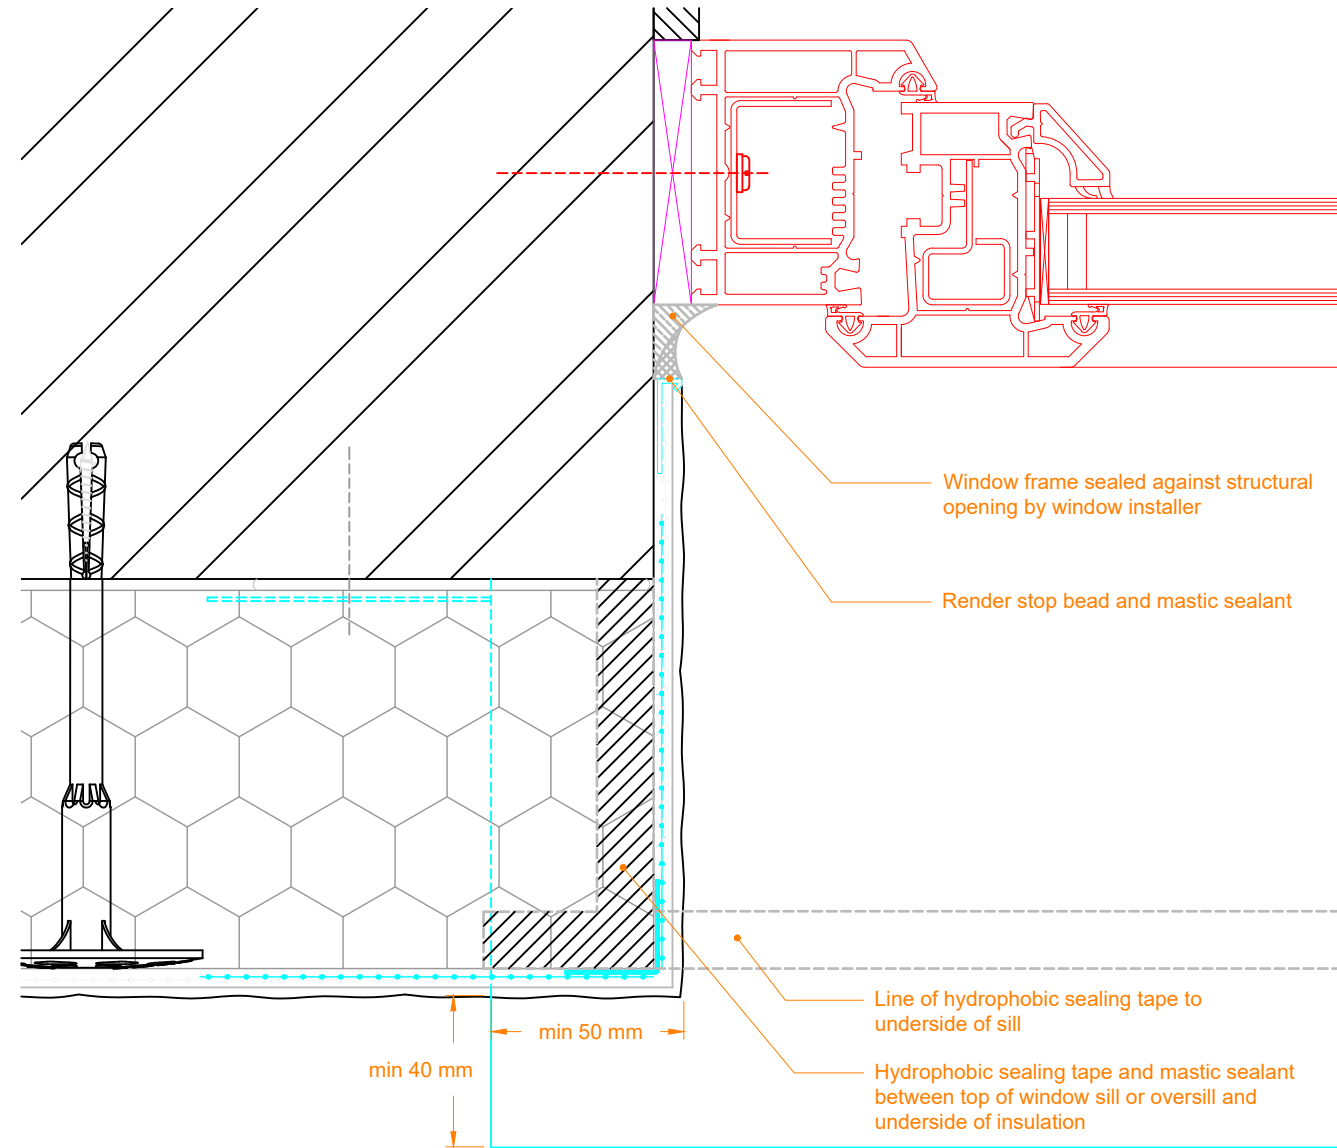 Window frame sealed against structural
opening by window installer
Render stop bead and mastic sealant
Line of hydrophobic sealing tape to
underside of sill
min 50 mm
min 40 mm
Hydrophobic sealing tape and mastic sealant
between top of window sill or oversill and
underside of insulation